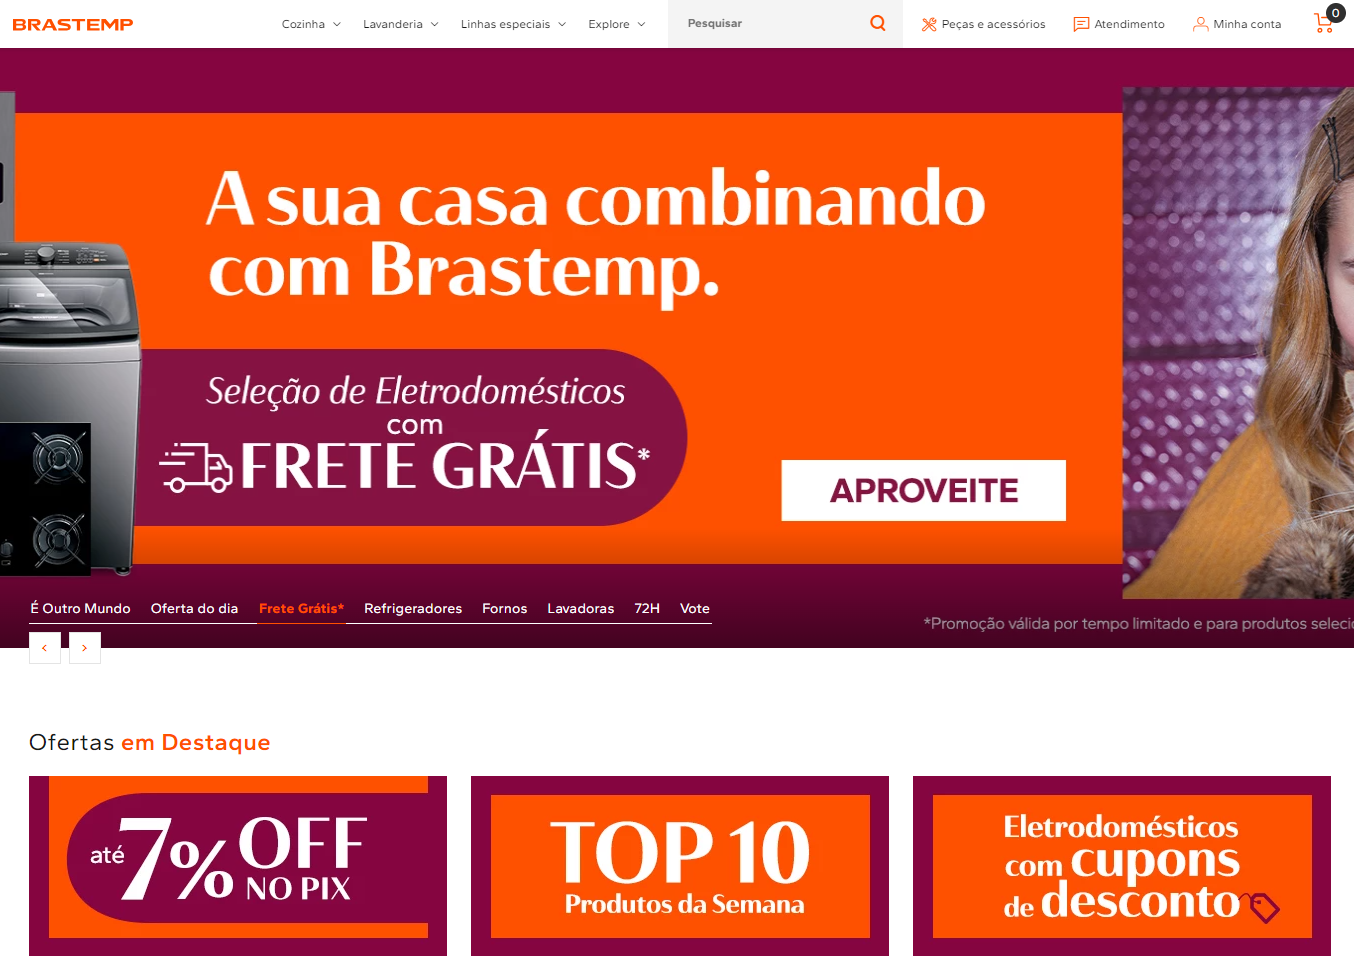 BRASTEMP
Cozinha
Lavanderia
Linhas especiais
Explore
Pesquisar
Peças e acessórios
Atendimento
Minha conta
0
A sua casa combinando
com Brastemp.
Seleção de Eletrodomésticos
com
FRETE GRÁTIS*
APROVEITE
É Outro Mundo
Oferta do dia
Frete Grátis*
Refrigeradores
Fornos
Lavadoras
72H
Vote
*Promoção válida por tempo limitado e para produtos selecio
Ofertas em Destaque
até 7% OFF
NO PIX
TOP 10
Produtos da Semana
Eletrodomésticos
com cupons
de desconto